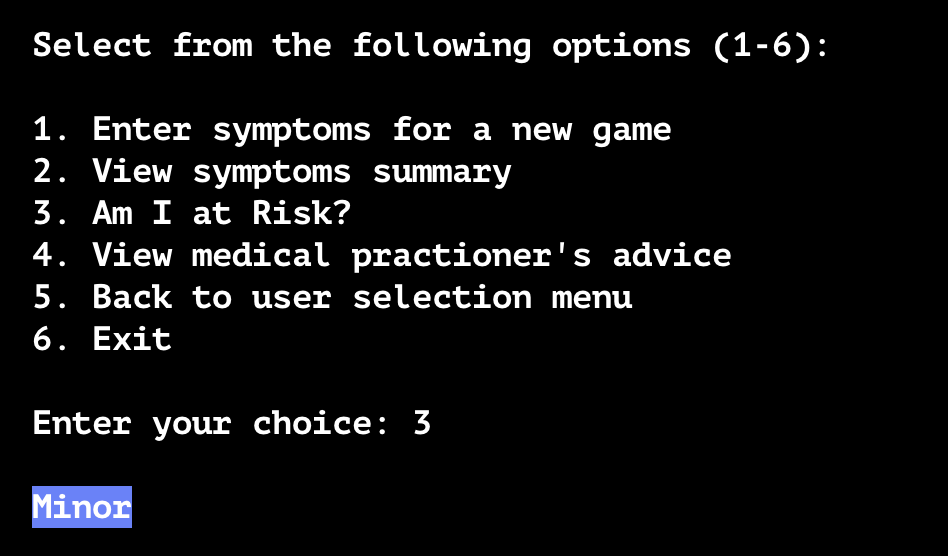 Select from the following options (1-6):
1. Enter symptoms for a new game
2. View symptoms summary
3. Am I at Risk?
4. View medical practioner's advice
5. Back to user selection menu
6. Exit
Enter your choice: 3
Minor